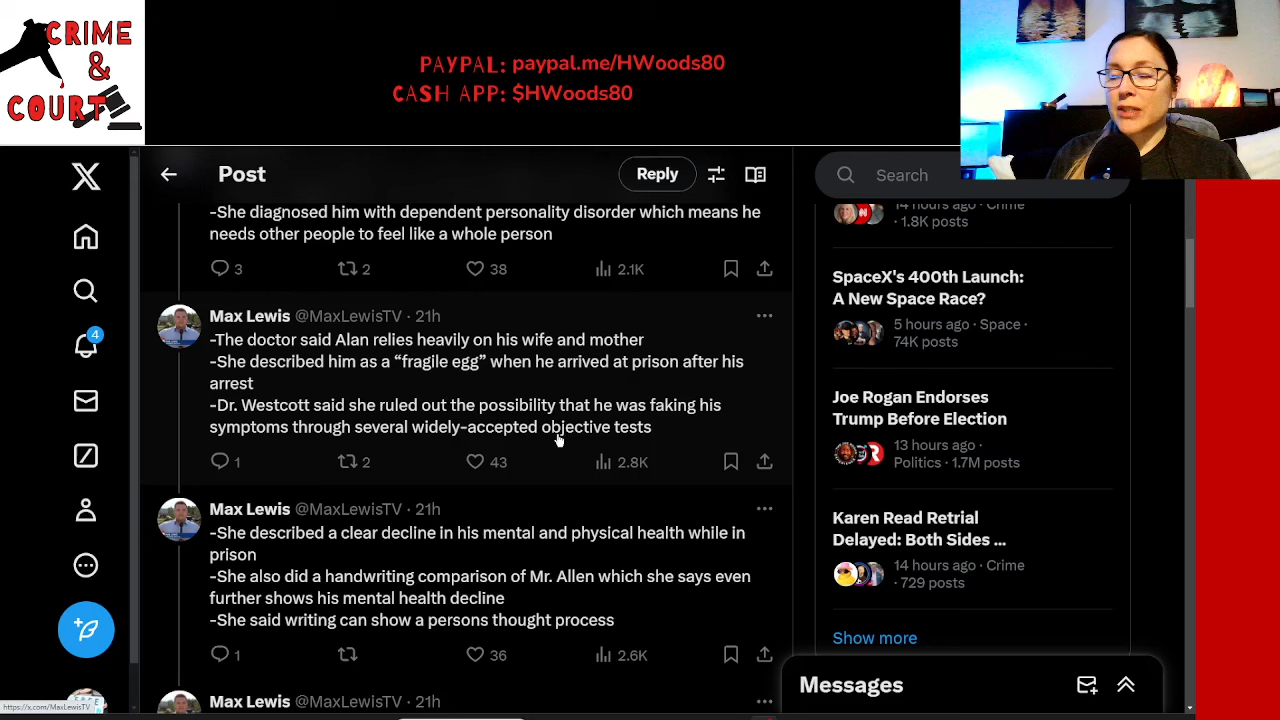 CRIME
&
COURT
PAYPAL: paypal.me/HWoods80
CASH APP: $HWoods80
Post
Reply
Search
-She diagnosed him with dependent personality disorder which means he
needs other people to feel like a whole person
3 2 38 2.1K
Max Lewis @MaxLewisTV · 21h
-The doctor said Alan relies heavily on his wife and mother
-She described him as a “fragile egg” when he arrived at prison after his
arrest
-Dr. Westcott said she ruled out the possibility that he was faking his
symptoms through several widely-accepted objective tests
1 2 43 2.8K
Max Lewis @MaxLewisTV · 21h
-She described a clear decline in his mental and physical health while in
prison
-She also did a handwriting comparison of Mr. Allen which she says even
further shows his mental health decline
-She said writing can show a persons thought process
1 36 2.6K
Max Lewis @MaxLewisTV · 21h
14 hours ago · Crime
· 1.8K posts
SpaceX's 400th Launch:
A New Space Race?
5 hours ago · Space ·
74K posts
Joe Rogan Endorses
Trump Before Election
13 hours ago ·
Politics · 1.7M posts
Karen Read Retrial
Delayed: Both Sides ...
14 hours ago · Crime
· 729 posts
Show more
Messages
4
https://x.com/MaxLewisTV